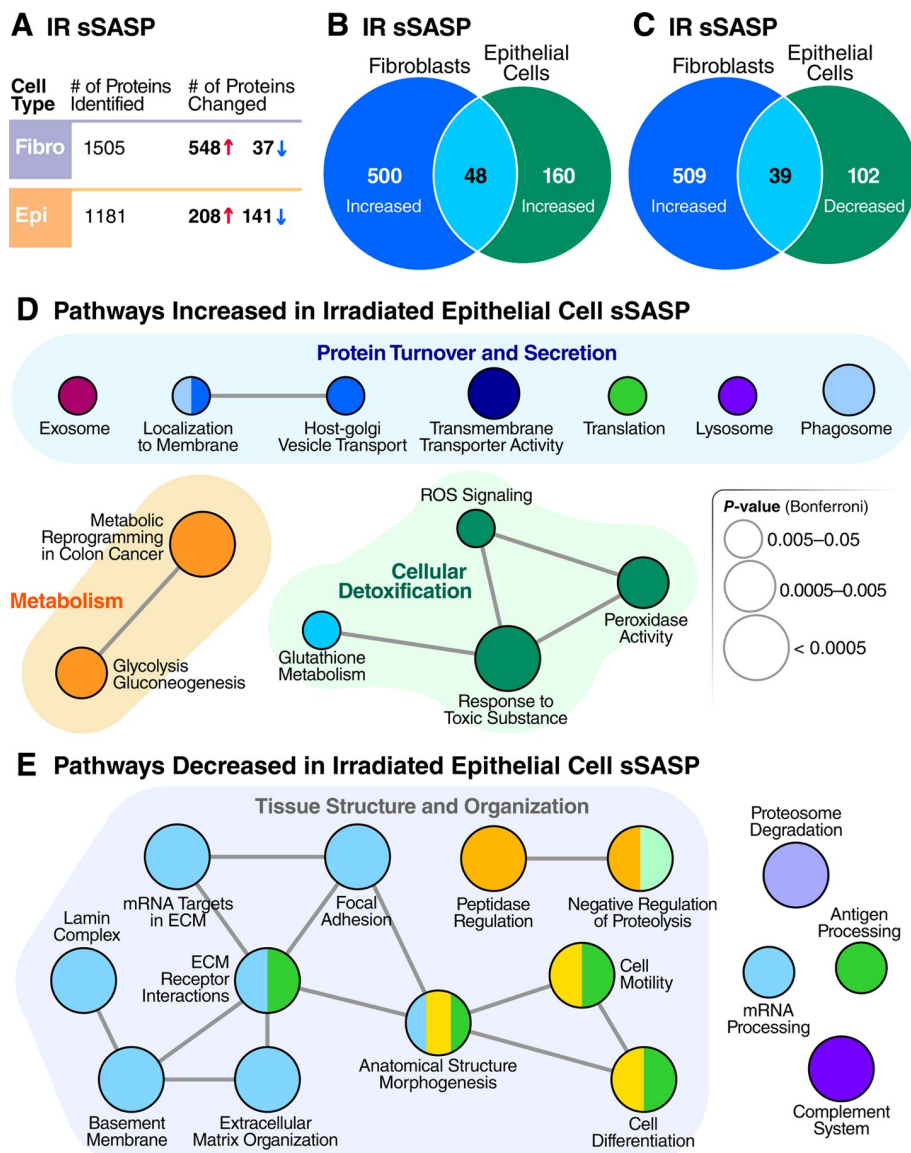 A IR sSASP
Cell Type
# of Proteins Identified
# of Proteins Changed
Fibro 1505 548↑ 37↓
Epi 1181 208↑ 141↓
B IR sSASP
Fibroblasts
Epithelial
Cells
500
Increased
48
160
Increased
C IR sSASP
Fibroblasts
Epithelial
Cells
509
Increased
39
102
Decreased
D Pathways Increased in Irradiated Epithelial Cell sSASP
Protein Turnover and Secretion
Exosome
Localization
to Membrane
Host-golgi
Vesicle Transport
Transmembrane
Transporter Activity
Translation
Lysosome
Phagosome
Metabolic
Reprogramming
in Colon Cancer
Metabolism
Glycolysis
Gluconeogenesis
ROS Signaling
Cellular
Detoxification
Peroxidase
Activity
Glutathione
Metabolism
Response to
Toxic Substance
P-value (Bonferroni)
0.005–0.05
0.0005–0.005
< 0.0005
E Pathways Decreased in Irradiated Epithelial Cell sSASP
Tissue Structure and Organization
mRNA Targets
in ECM
Focal
Adhesion
Peptidase
Regulation
Negative Regulation
of Proteolysis
Lamin
Complex
ECM
Receptor
Interactions
Cell
Motility
Anatomical Structure
Morphogenesis
Basement
Membrane
Extracellular
Matrix Organization
Cell
Differentiation
Proteosome
Degradation
Antigen
Processing
mRNA
Processing
Complement
System